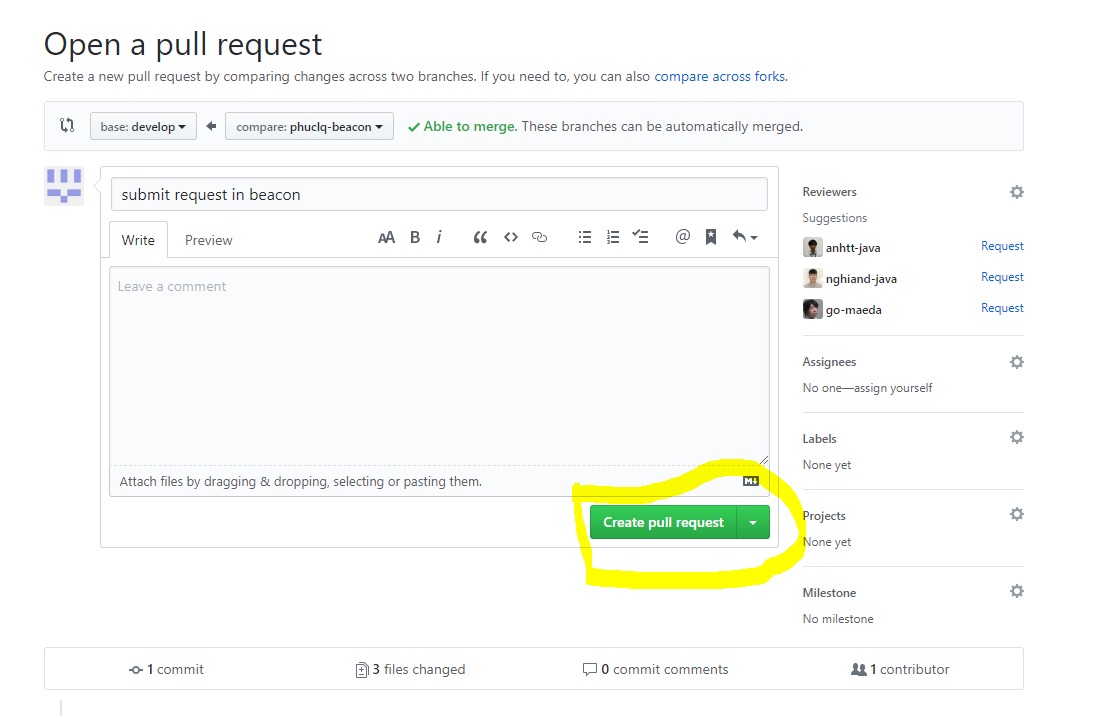 Open a pull request
Create a new pull request by comparing changes across two branches. If you need to, you can also compare across forks.
base: develop compare: phuclq-beacon Able to merge. These branches can be automatically merged.
submit request in beacon
Write Preview AA B i
Leave a comment
Attach files by dragging & dropping, selecting or pasting them.
M
Create pull request
Reviewers
Suggestions
anhtt-java Request
nghiand-java Request
go-maeda Request
Assignees
No one—assign yourself
Labels
None yet
Projects
None yet
Milestone
No milestone
1 commit 3 files changed 0 commit comments 1 contributor